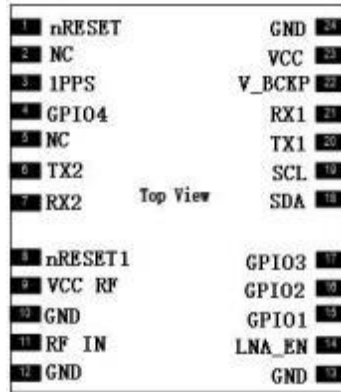 1 nRESET GND 24
2 NC VCC 23
3 1PPS V_BCKP 22
4 GPIO4 RX1 21
5 NC TX1 20
6 TX2 SCL 19
7 RX2 Top View SDA 18
8 nRESET1 GPIO3 17
9 VCC RF GPIO2 16
10 GND GPIO1 15
11 RF IN LNA_EN 14
12 GND GND 13